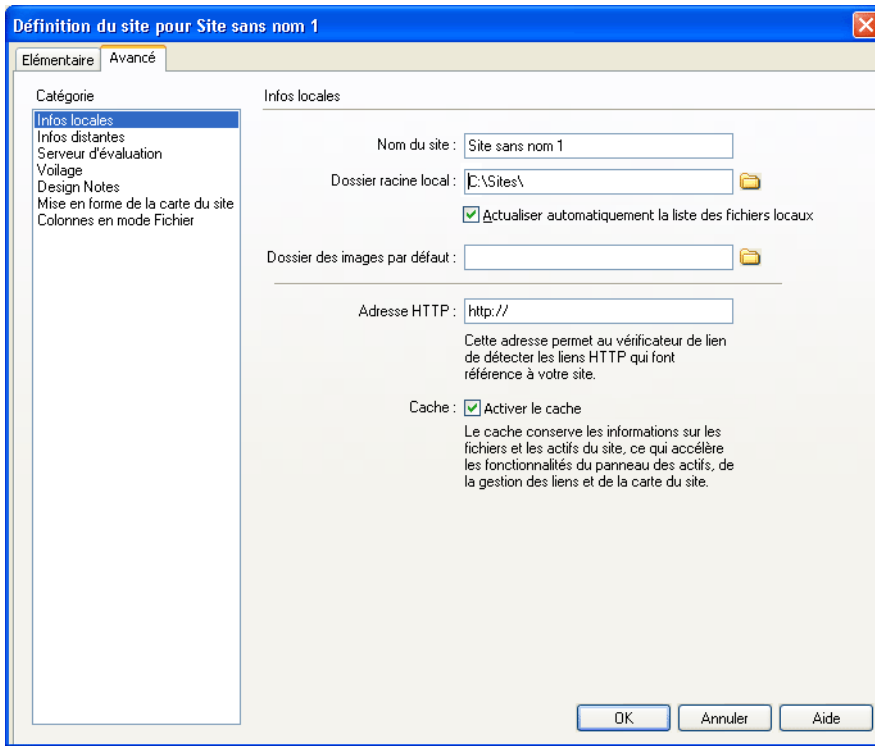 Définition du site pour Site sans nom 1
Elémentaire Avancé
Catégorie
Infos locales
Infos distantes
Serveur d'évaluation
Voilage
Design Notes
Mise en forme de la carte du site
Colonnes en mode Fichier
Infos locales
Nom du site : Site sans nom 1
Dossier racine local : C:\Sites\
Actualiser automatiquement la liste des fichiers locaux
Dossier des images par défaut :
Adresse HTTP : http://
Cette adresse permet au vérificateur de lien
de détecter les liens HTTP qui font
référence à votre site.
Cache : Activer le cache
Le cache conserve les informations sur les
fichiers et les actifs du site, ce qui accélère
les fonctionnalités du panneau des actifs, de
la gestion des liens et de la carte du site.
OK Annuler Aide